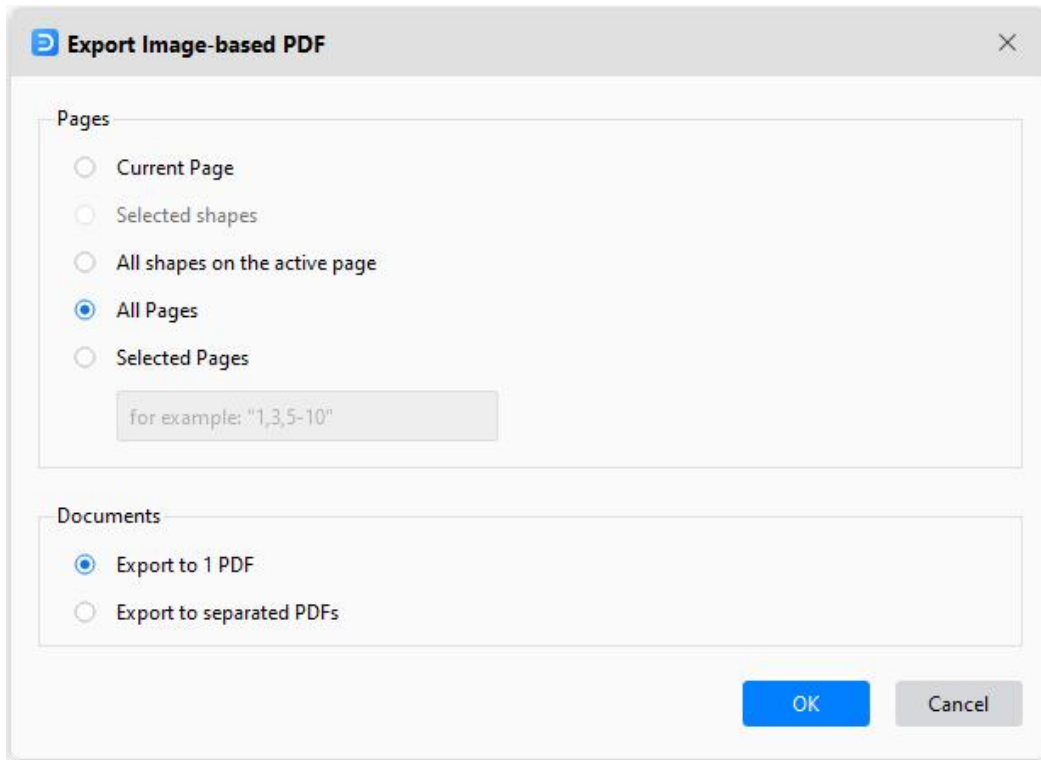 Export Image-based PDF
Pages
Current Page
Selected shapes
All shapes on the active page
All Pages
Selected Pages
for example: "1,3,5-10"
Documents
Export to 1 PDF
Export to separated PDFs
OK
Cancel